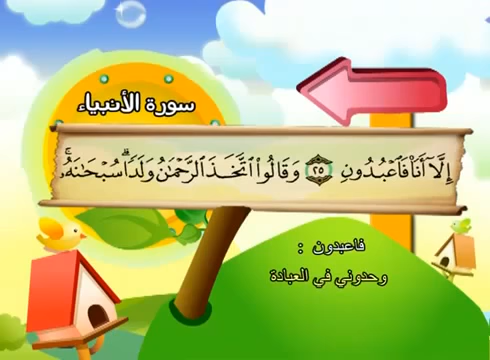 سورة الأنبياء
إِلَّآ أَنَا۠ فَٱعْبُدُونِ ۝٢٥ وَقَالُوا۟ ٱتَّخَذَ ٱلرَّحْمَـٰنُ وَلَدًا ۗ سُبْحَـٰنَهُۥ ۚ
فاعبدون :
وحدوني في العبادة